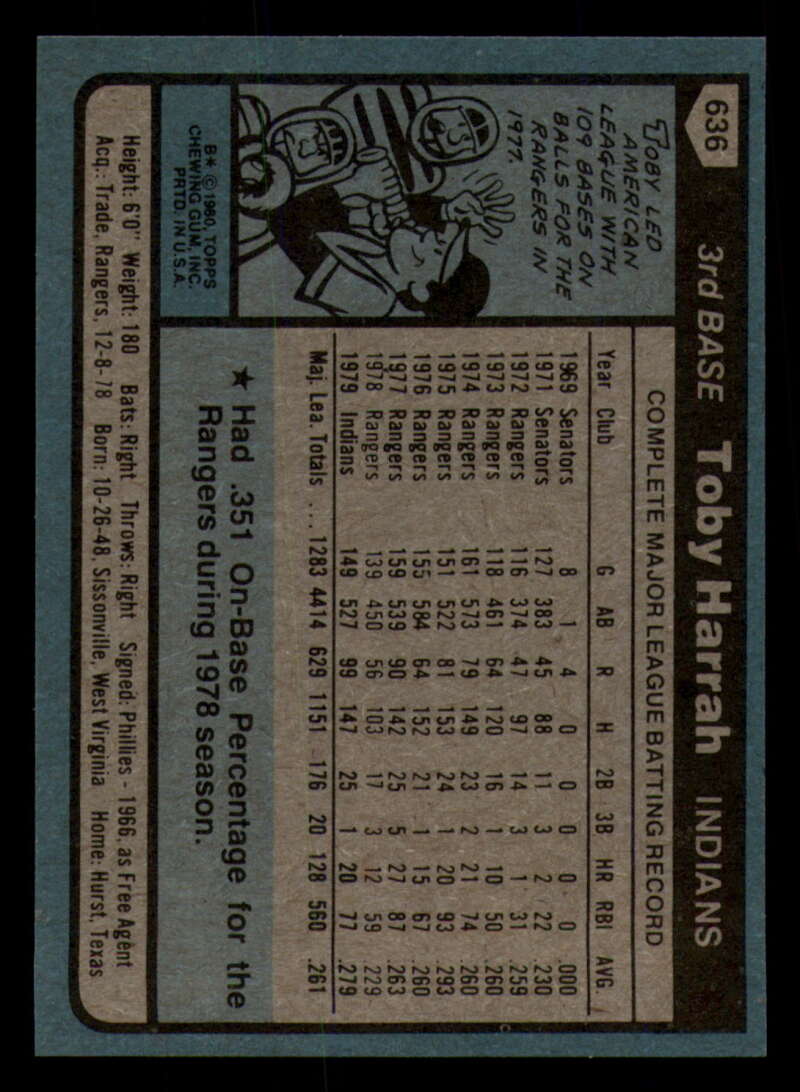 636
3rd BASE Toby Harrah INDIANS
TOBY LED
AMERICAN
LEAGUE WITH
109 BASES ON
BALLS FOR THE
RANGERS IN
1977.
B* © 1980, TOPPS
CHEWING GUM, INC.
PRTD. IN U.S.A.
COMPLETE MAJOR LEAGUE BATTING RECORD
Year Club G AB R H 2B 3B HR RBI AVG.
1969 Senators 8 1 4 0 0 0 0 0 .000
1971 Senators 127 383 45 88 11 3 2 22 .230
1972 Rangers 116 374 47 97 14 3 1 31 .259
1973 Rangers 118 461 64 120 16 1 10 50 .260
1974 Rangers 161 573 79 149 23 2 21 74 .260
1975 Rangers 151 522 81 153 24 1 20 93 .293
1976 Rangers 155 584 64 152 21 1 15 67 .260
1977 Rangers 159 539 90 142 25 5 27 87 .263
1978 Rangers 139 450 56 103 17 3 12 59 .229
1979 Indians 149 527 99 147 25 1 20 77 .279
Maj. Lea. Totals ... 1283 4414 629 1151 176 20 128 560 .261
★ Had .351 On-Base Percentage for the
Rangers during 1978 season.
Height: 6'0" Weight: 180 Bats: Right Throws: Right Signed: Phillies - 1966, as Free Agent
Acq.: Trade, Rangers, 12-8-78 Born: 10-26-48, Sissonville, West Virginia Home: Hurst, Texas